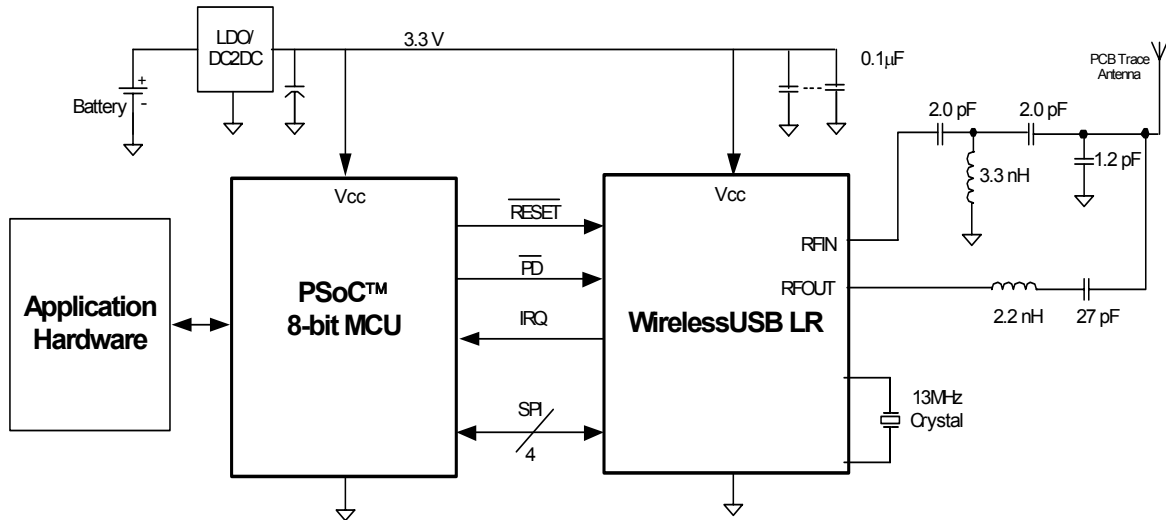 LDO/
DC2DC
3.3 V
0.1µF
PCB Trace
Antenna
+
-
Battery
2.0 pF
2.0 pF
1.2 pF
3.3 nH
Vcc
Vcc
RESET
RFIN
PD
RFOUT
Application
Hardware
PSoC™
8-bit MCU
IRQ
WirelessUSB LR
2.2 nH
27 pF
SPI
4
13MHz
Crystal